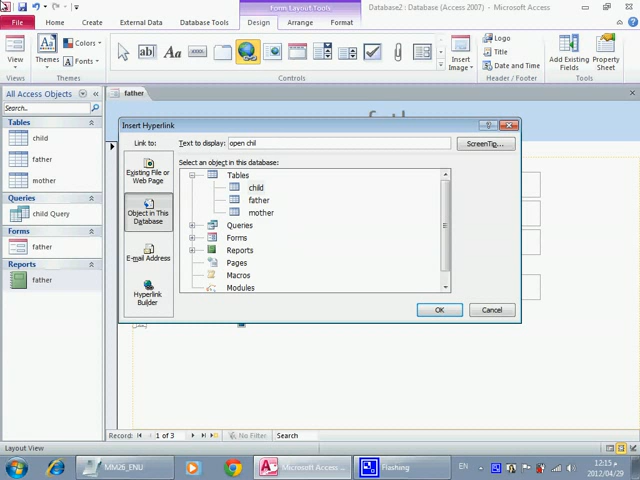 Form Layout Tools
Database2 : Database (Access 2007) - Microsoft Access
File
Home
Create
External Data
Database Tools
Design
Arrange
Format
Views
Themes
Colors
Fonts
Themes
ab
Aa
xxxx
Controls
Insert Image
Logo
Title
Date and Time
Header / Footer
Add Existing Fields
Property Sheet
Tools
All Access Objects
Search...
Tables
child
father
mother
Queries
child Query
Forms
father
Reports
father
father
Insert Hyperlink
Link to:
Text to display:
open chil
ScreenTip...
Select an object in this database:
Existing File or Web Page
Object in This Database
E-mail Address
Hyperlink Builder
Tables
child
father
mother
Queries
Forms
Reports
Pages
Macros
Modules
OK
Cancel
Record:
1 of 3
No Filter
Search
Layout View
MM26_ENU
Microsoft Access ...
Flashing
EN
12:15 م
2012/04/29